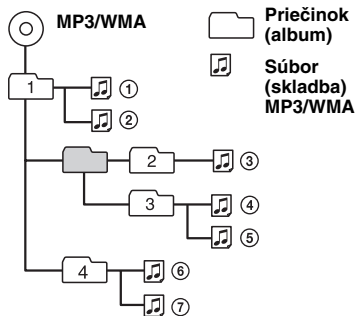 MP3/WMA
Priečinok
(album)
Súbor
(skladba)
MP3/WMA
1
①
②
2
③
3
④
⑤
4
⑥
⑦